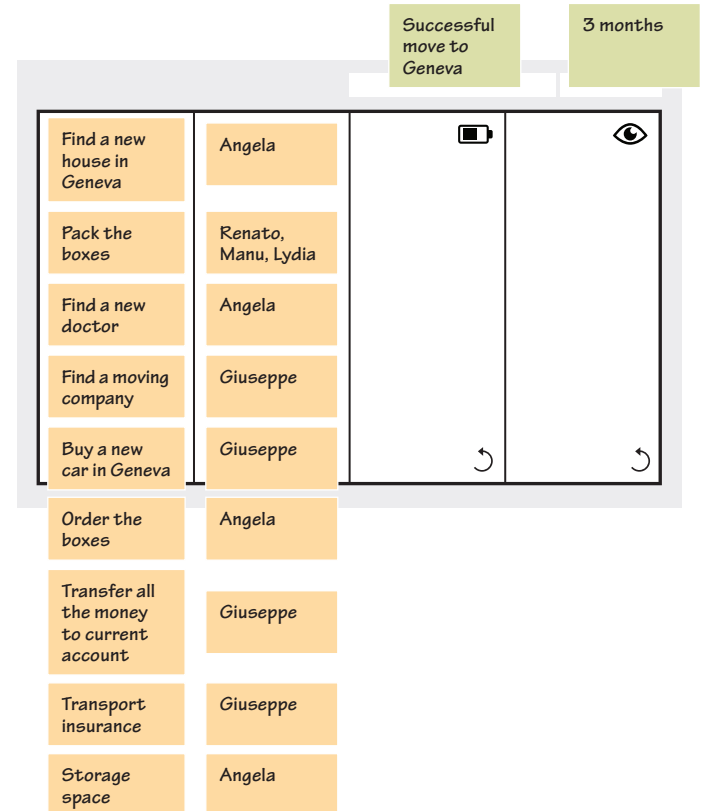 Successful
move to
Geneva
3 months
Find a new
house in
Geneva
Angela
Pack the
boxes
Renato,
Manu, Lydia
Find a new
doctor
Angela
Find a moving
company
Giuseppe
Buy a new
car in Geneva
Giuseppe
Order the
boxes
Angela
Transfer all
the money
to current
account
Giuseppe
Transport
insurance
Giuseppe
Storage
space
Angela